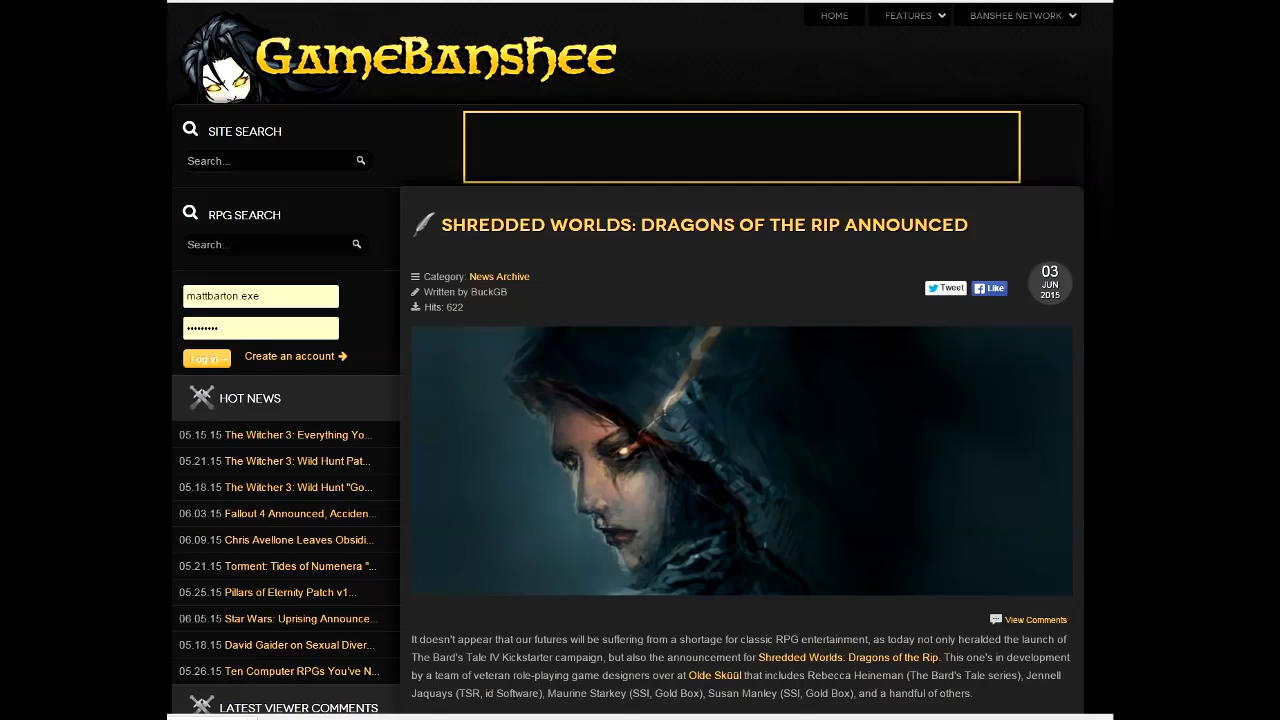 HOME
FEATURES
BANSHEE NETWORK
GAMEBANSHEE
SITE SEARCH
Search...
RPG SEARCH
Search...
mattbarton.exe
•••••••••
Log in
Create an account
HOT NEWS
05.15.15 The Witcher 3: Everything Yo...
05.21.15 The Witcher 3: Wild Hunt Pat...
05.18.15 The Witcher 3: Wild Hunt "Go...
06.03.15 Fallout 4 Announced, Acciden...
06.09.15 Chris Avellone Leaves Obsidi...
05.21.15 Torment: Tides of Numenera "...
05.25.15 Pillars of Eternity Patch v1...
06.05.15 Star Wars: Uprising Announce...
05.18.15 David Gaider on Sexual Diver...
05.26.15 Ten Computer RPGs You've N...
LATEST VIEWER COMMENTS
SHREDDED WORLDS: DRAGONS OF THE RIP ANNOUNCED
Category: News Archive
Written by BuckGB
Hits: 622
Tweet
Like
03
JUN
2015
View Comments
It doesn't appear that our futures will be suffering from a shortage for classic RPG entertainment, as today not only heralded the launch of
The Bard's Tale IV Kickstarter campaign, but also the announcement for Shredded Worlds: Dragons of the Rip. This one's in development
by a team of veteran role-playing game designers over at Olde Sküül that includes Rebecca Heineman (The Bard's Tale series), Jennell
Jaquays (TSR, id Software), Maurine Starkey (SSI, Gold Box), Susan Manley (SSI, Gold Box), and a handful of others.